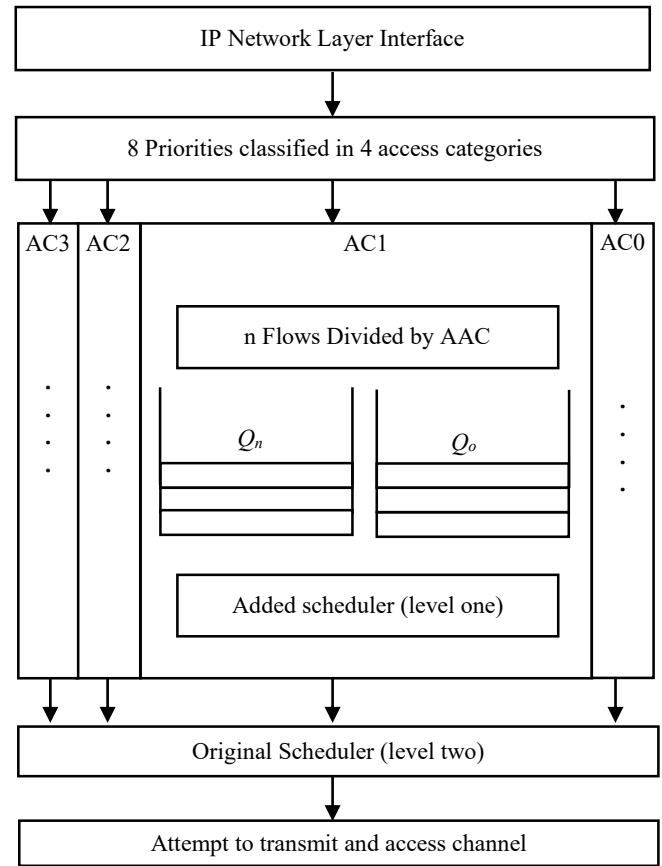 IP Network Layer Interface
8 Priorities classified in 4 access categories
AC3 AC2 AC1 AC0
n Flows Divided by AAC
Qn Qo
Added scheduler (level one)
Original Scheduler (level two)
Attempt to transmit and access channel